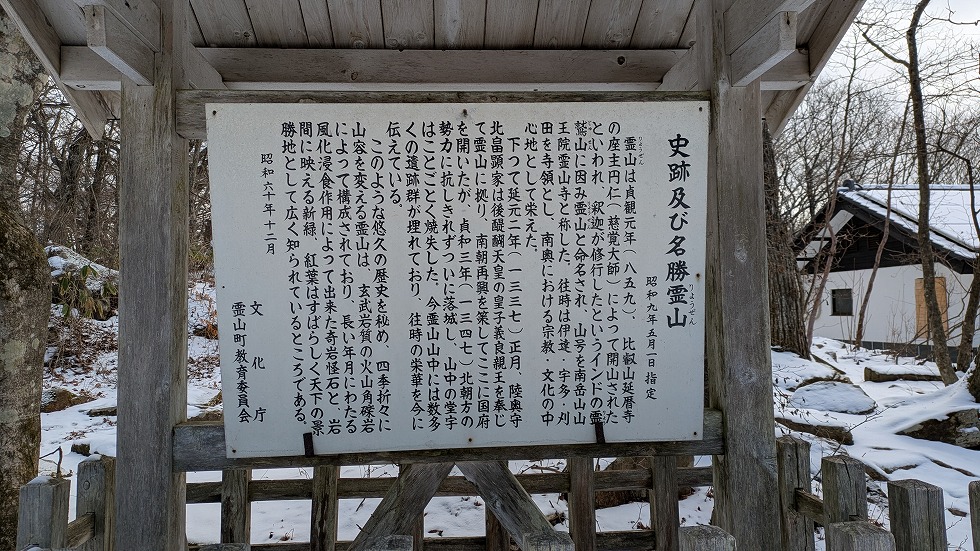 史跡及び名勝霊山
りょうぜん
昭和九年五月一日指定
りょうぜん
霊山は貞観元年（八五九）、比叡山延暦寺
の座主円仁（慈覚大師）によって開山された
といわれ、釈迦が修行したというインドの霊
鷲山に因み霊山と命名され、山号を南岳山山
王院霊山寺と称した。往時は伊達・宇多・刈
田を寺領とし、南奥における宗教・文化の中
心地として栄えた。
下つて延元二年（一三三七）正月、陸奥守
北畠顕家は後醍醐天皇の皇子義良親王を奉じ
て霊山に拠り、南朝再興を策してここに国府
を開いたが、貞和三年（一三四七）北朝方の
勢力に抗しきれずついに落城し、山中の堂宇
はことごとく焼失した。今霊山山中には数多
くの遺跡群が埋れており、往時の栄華を今に
伝えている。
このような悠久の歴史を秘め、四季折々に
山容を変える霊山は、玄武岩質の火山角礫岩
によって構成されており、長い年月にわたる
風化浸食作用によって出来た奇岩怪石と、岩
間に映える新緑、紅葉はすばらしく天下の景
勝地として広く知られているところである。
昭和六十年十二月
文化庁
霊山町教育委員会